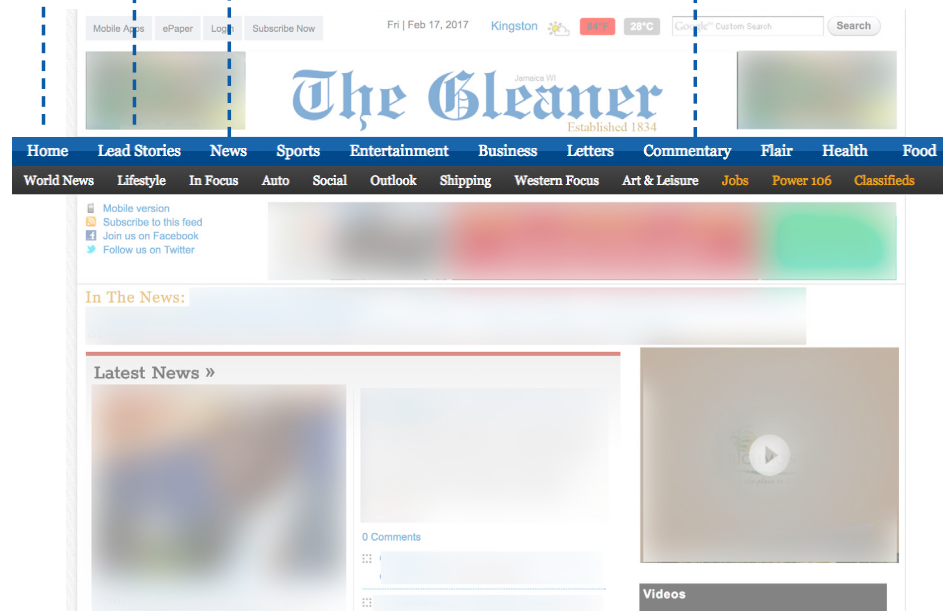 Mobile Apps ePaper Login Subscribe Now Fri | Feb 17, 2017 Kingston 84°F 28°C Google™ Custom Search Search
Jamaica WI
The Gleaner
Established 1834
Home Lead Stories News Sports Entertainment Business Letters Commentary Flair Health Food
World News Lifestyle In Focus Auto Social Outlook Shipping Western Focus Art & Leisure Jobs Power 106 Classifieds
Mobile version
Subscribe to this feed
Join us on Facebook
Follow us on Twitter
In The News:
Latest News »
0 Comments
Videos